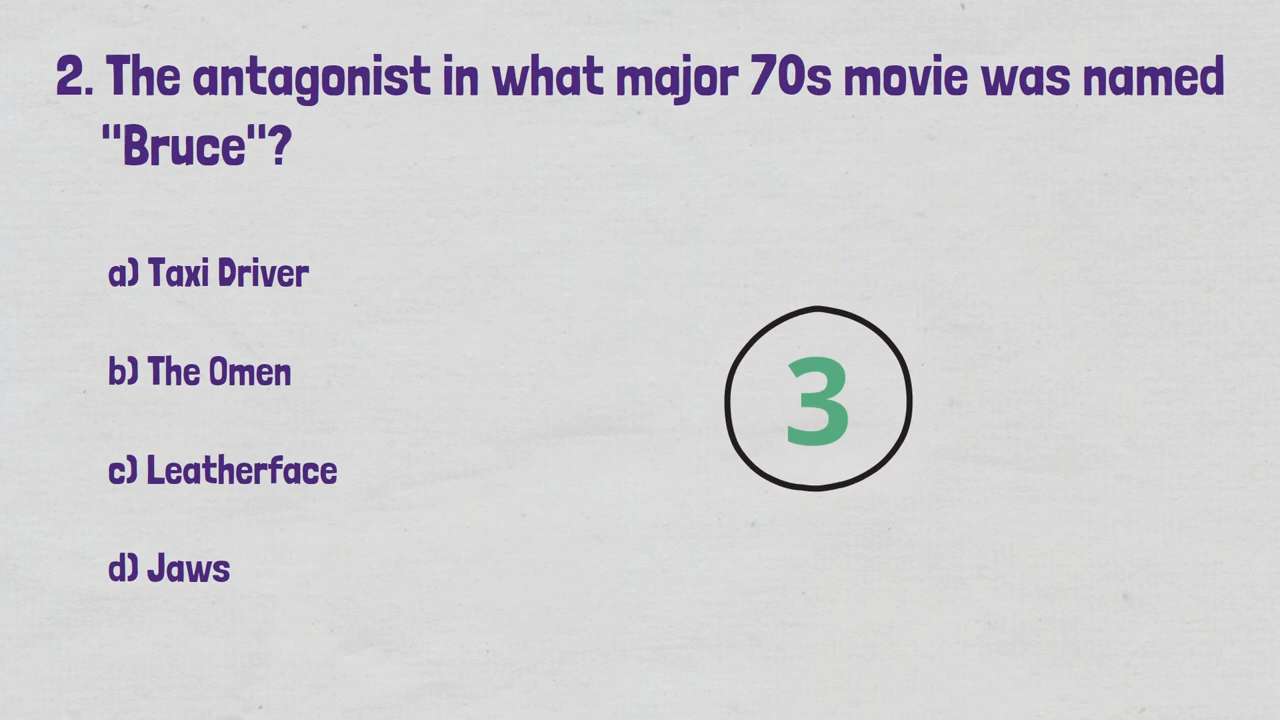 2. The antagonist in what major 70s movie was named
"Bruce"?
a) Taxi Driver
b) The Omen
3
c) Leatherface
d) Jaws